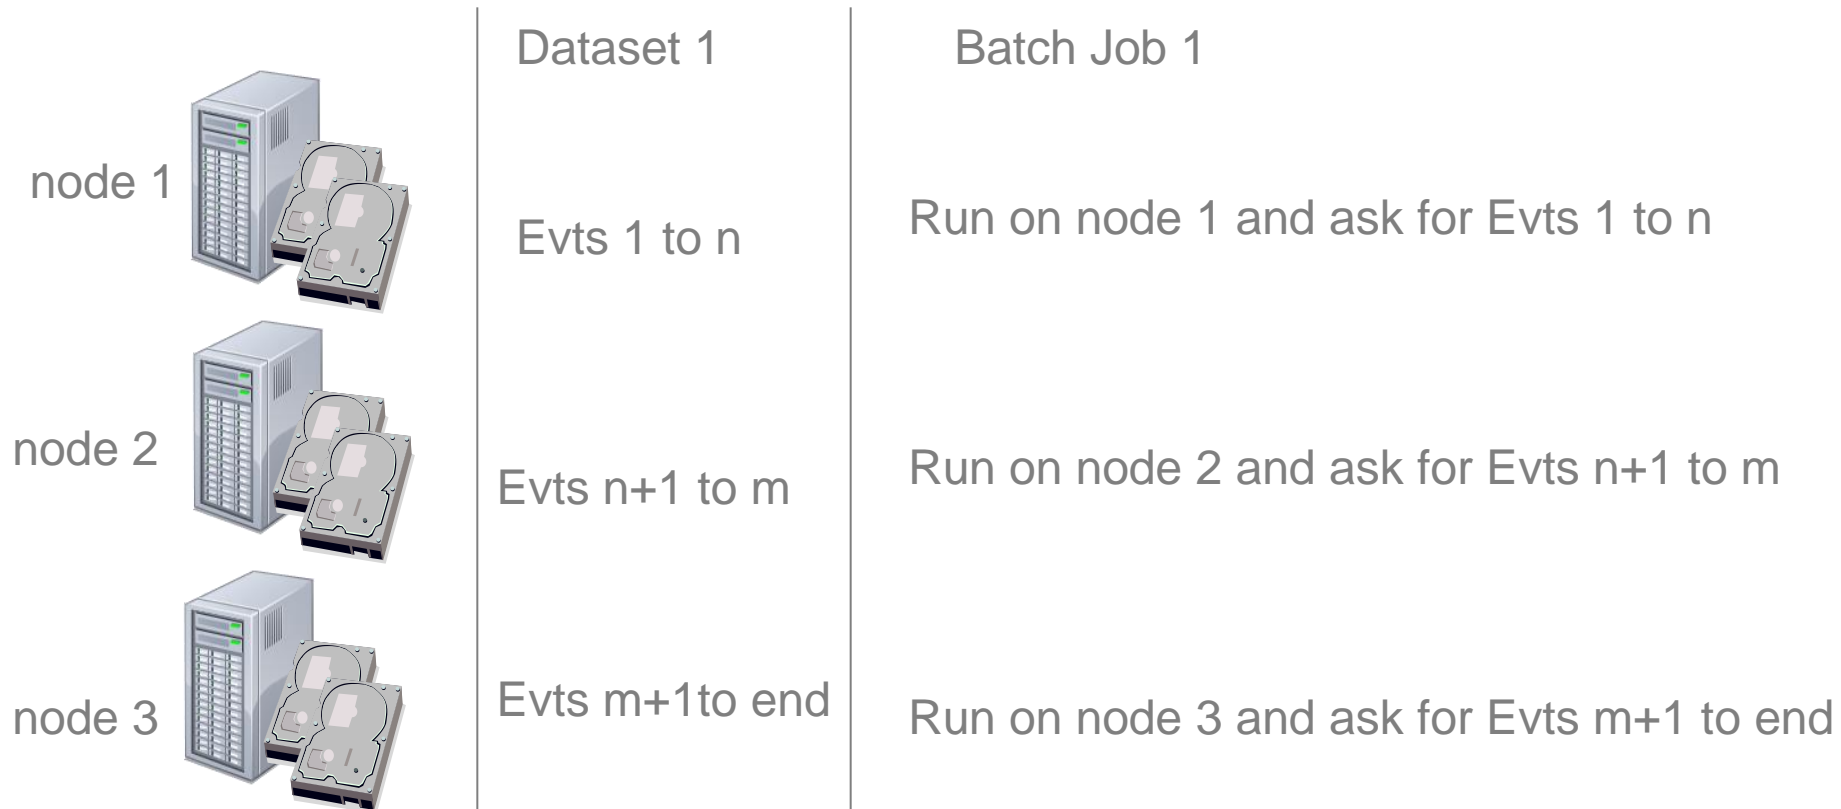 Dataset 1
Batch Job 1
node 1
Evts 1 to n
Run on node 1 and ask for Evts 1 to n
node 2
Evts n+1 to m
Run on node 2 and ask for Evts n+1 to m
node 3
Evts m+1to end
Run on node 3 and ask for Evts m+1 to end